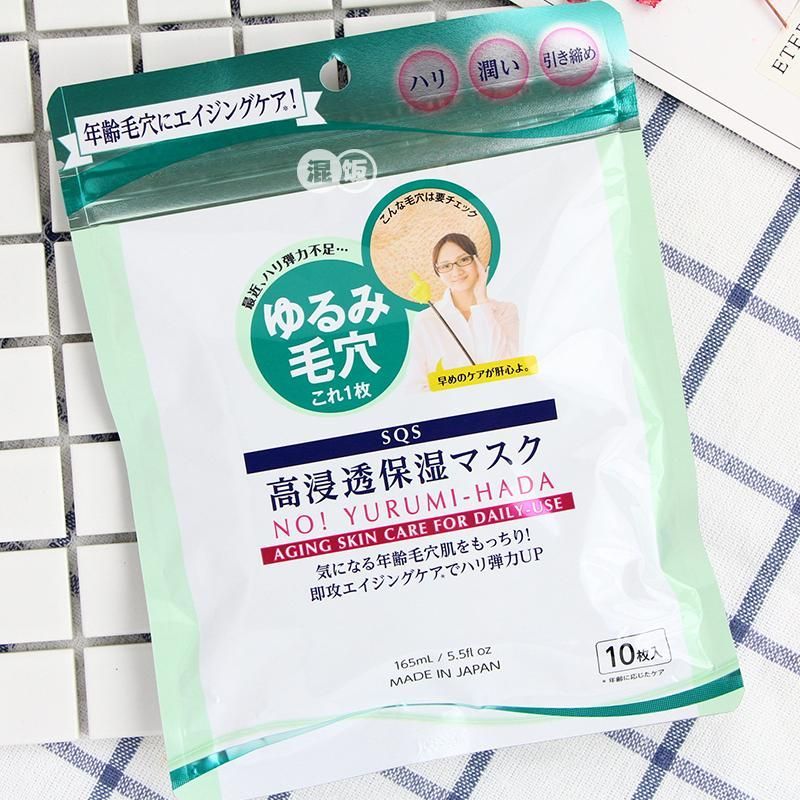 年齢毛穴にエイジングケア*!
ハリ
潤い
引き締め
混饭
こんな毛穴は要チェック
最近、ハリ弾力不足…
ゆるみ
毛穴
これ1枚
早めのケアが肝心よ。
SQS
高浸透保湿マスク
NO! YURUMI-HADA
AGING SKIN CARE FOR DAILY-USE
気になる年齢毛穴肌をもっちり!
即攻エイジングケア*でハリ弾力UP
165mL / 5.5fl oz
MADE IN JAPAN
10枚入
*年齢に応じたケア